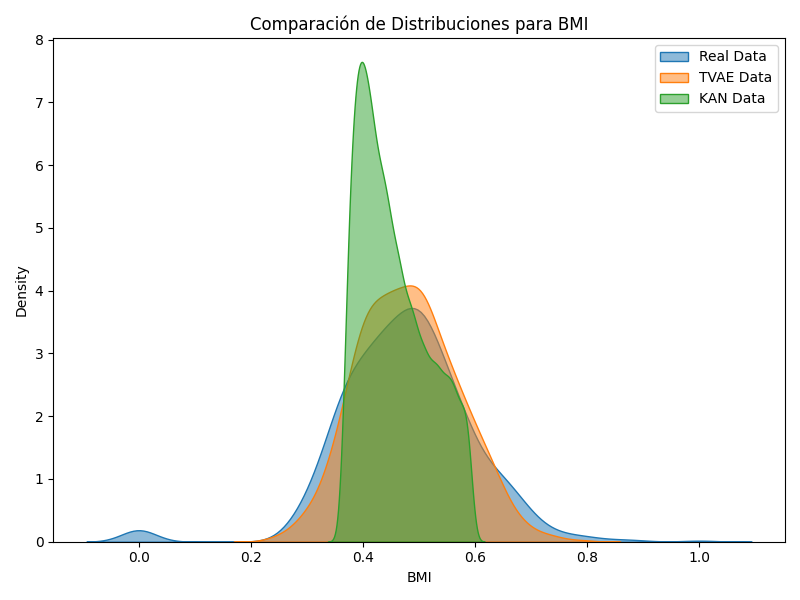 Comparación de Distribuciones para BMI
Real Data
TVAE Data
KAN Data
Density
8
7
6
5
4
3
2
1
0
0.0 0.2 0.4 0.6 0.8 1.0
BMI